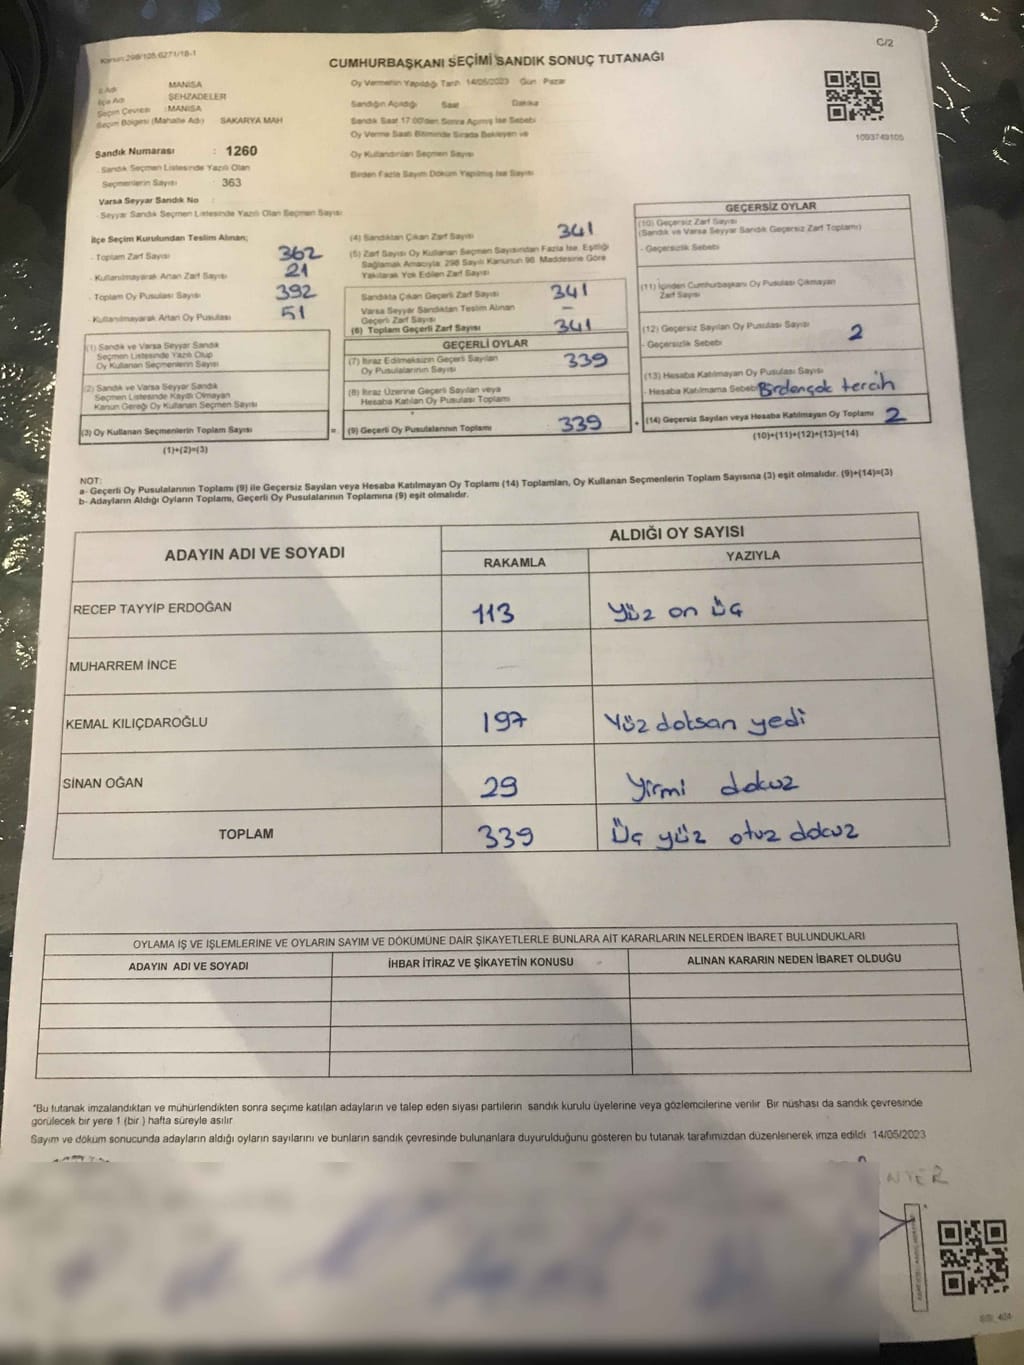 Kanun:298/105 6271/18-1
C/2
CUMHURBAŞKANI SEÇİMİ SANDIK SONUÇ TUTANAĞI
İl Adı MANİSA
İlçe Adı ŞEHZADELER
Seçim Çevresi : MANİSA
Seçim Bölgesi (Mahalle Adı) SAKARYA MAH
Sandık Numarası : 1260
- Sandık Seçmen Listesinde Yazılı Olan
Seçmenlerin Sayısı : 363
Varsa Seyyar Sandık No :
- Seyyar Sandık Seçmen Listesinde Yazılı Olan Seçmen Sayısı:
Oy Vermenin Yapıldığı Tarih 14/05/2023 Gün Pazar
Sandığın Açıldığı Saat Dakika
Sandık Saat 17.00'den Sonra Açılmış İse Sebebi
Oy Verme Saati Bitiminde Sırada Bekleyen ve
Oy Kullandırılan Seçmen Sayısı
Birden Fazla Sayım Döküm Yapılmış İse Sayısı
1093749105
İlçe Seçim Kurulundan Teslim Alınan;
- Toplam Zarf Sayısı 362
- Kullanılmayarak Artan Zarf Sayısı 21
- Toplam Oy Pusulası Sayısı 392
- Kullanılmayarak Artan Oy Pusulası 51
(1) Sandık ve Varsa Seyyar Sandık
Seçmen Listesinde Yazılı Olup
Oy Kullanan Seçmenlerin Sayısı
(2) Sandık ve Varsa Seyyar Sandık
Seçmen Listesinde Kayıtlı Olmayan
Kanun Gereği Oy Kullanan Seçmen Sayısı
(3) Oy Kullanan Seçmenlerin Toplam Sayısı
(1)+(2)=(3)
(4) Sandıktan Çıkan Zarf Sayısı 341
(5) Zarf Sayısı Oy Kullanan Seçmen Sayısından Fazla İse, Eşitliği
Sağlamak Amacıyla; 298 Sayılı Kanunun 98. Maddesine Göre
Yakılarak Yok Edilen Zarf Sayısı
Sandıkta Çıkan Geçerli Zarf Sayısı 341
Varsa Seyyar Sandıktan Teslim Alınan
Geçerli Zarf Sayısı –
(6) Toplam Geçerli Zarf Sayısı 341
GEÇERLİ OYLAR
(7) İtiraz Edilmeksizin Geçerli Sayılan
Oy Pusulalarının Sayısı 339
(8) İtiraz Üzerine Geçerli Sayılan veya
Hesaba Katılan Oy Pusulası Toplamı
= (9) Geçerli Oy Pusulalarının Toplamı : 339
GEÇERSİZ OYLAR
(10) Geçersiz Zarf Sayısı
(Sandık ve Varsa Seyyar Sandık Geçersiz Zarf Toplamı)
- Geçersizlik Sebebi
(11) İçinden Cumhurbaşkanı Oy Pusulası Çıkmayan
Zarf Sayısı
(12) Geçersiz Sayılan Oy Pusulası Sayısı 2
- Geçersizlik Sebebi
(13) Hesaba Katılmayan Oy Pusulası Sayısı
- Hesaba Katılmama Sebebi Birdençok tercih
+ (14) Geçersiz Sayılan veya Hesaba Katılmayan Oy Toplamı 2
(10)+(11)+(12)+(13)=(14)
NOT:
a- Geçerli Oy Pusulalarının Toplamı (9) ile Geçersiz Sayılan veya Hesaba Katılmayan Oy Toplamı (14) Toplamları, Oy Kullanan Seçmenlerin Toplam Sayısına (3) eşit olmalıdır. (9)+(14)=(3)
b- Adayların Aldığı Oyların Toplamı, Geçerli Oy Pusulalarının Toplamına (9) eşit olmalıdır.
ADAYIN ADI VE SOYADI
ALDIĞI OY SAYISI
RAKAMLA YAZIYLA
RECEP TAYYİP ERDOĞAN 113 Yüz on üç
MUHARREM İNCE –
KEMAL KILIÇDAROĞLU 197 Yüz doksan yedi
SİNAN OĞAN 29 Yirmi dokuz
TOPLAM 339 Üç yüz otuz dokuz
OYLAMA İŞ VE İŞLEMLERİNE VE OYLARIN SAYIM VE DÖKÜMÜNE DAİR ŞİKAYETLERLE BUNLARA AİT KARARLARIN NELERDEN İBARET BULUNDUKLARI
ADAYIN ADI VE SOYADI İHBAR İTİRAZ VE ŞİKAYETİN KONUSU ALINAN KARARIN NEDEN İBARET OLDUĞU
"Bu tutanak imzalandıktan ve mühürlendikten sonra seçime katılan adayların ve talep eden siyasi partilerin sandık kurulu üyelerine veya gözlemcilerine verilir. Bir nüshası da sandık çevresinde
görülecek bir yere 1 (bir ) hafta süreyle asılır.
Sayım ve döküm sonucunda adayların aldığı oyların sayılarını ve bunların sandık çevresinde bulunanlara duyurulduğunu gösteren bu tutanak tarafımızdan düzenlenerek imza edildi 14/05/2023